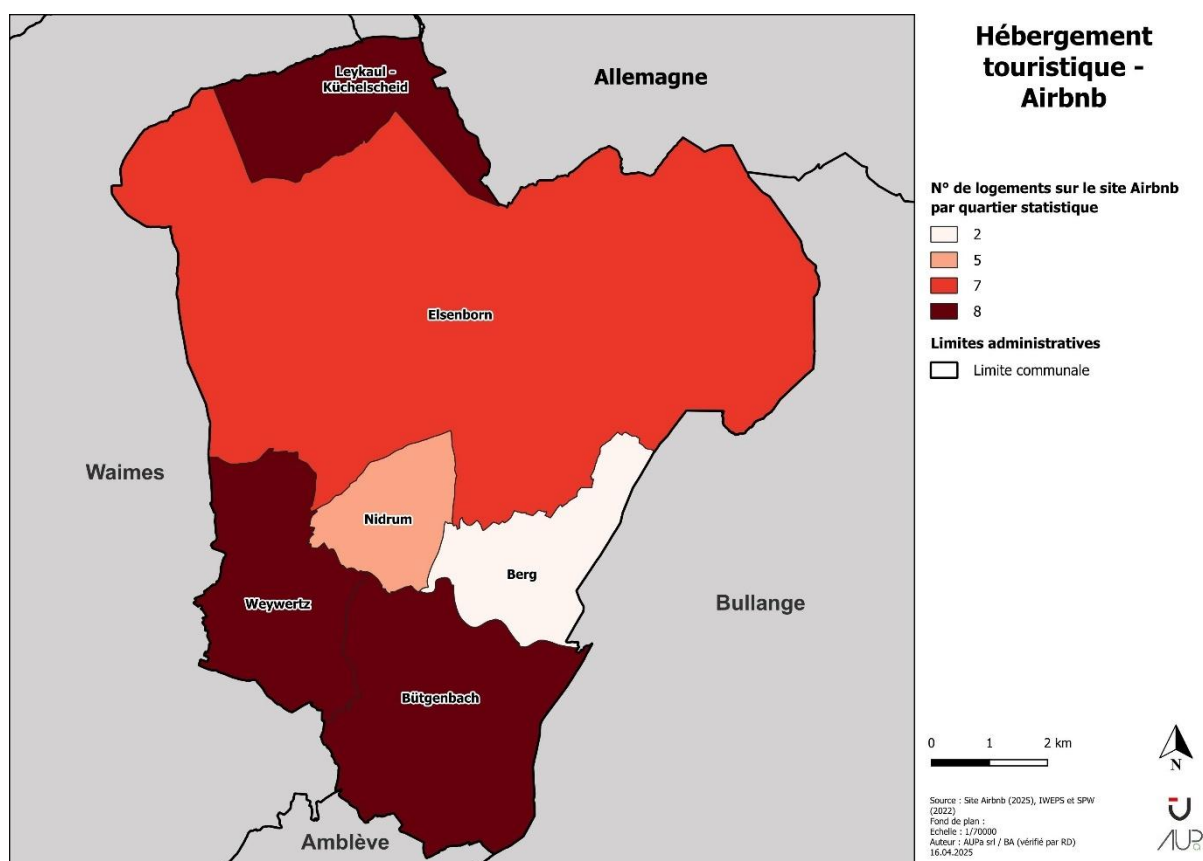 Hébergement
touristique -
Airbnb
N° de logements sur le site Airbnb
par quartier statistique
2
5
7
8
Limites administratives
Limite communale
Leykaul -
Küchelscheid
Allemagne
Elsenborn
Waimes
Nidrum
Berg
Weywertz
Bullange
Bütgenbach
Amblève
0 1 2 km
N
Source : Site Airbnb (2025), IWEPS et SPW
(2022)
Fond de plan :
Echelle : 1/70000
Auteur : AUPa srl / BA (vérifié par RD)
16.04.2025
AUPa